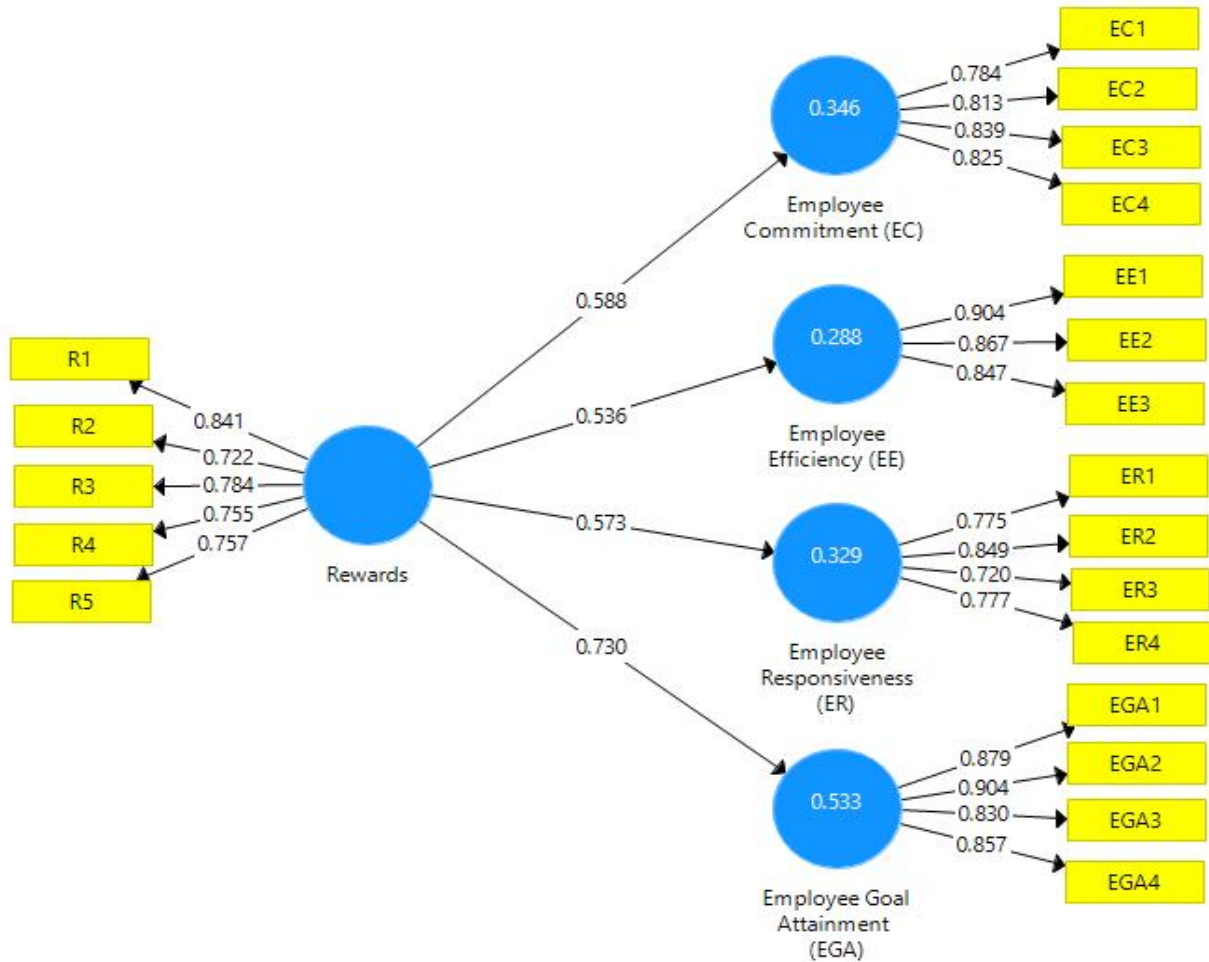 R1
R2
R3
R4
R5
0.841
0.722
0.784
0.755
0.757
Rewards
0.588
0.536
0.573
0.730
0.346
Employee
Commitment (EC)
0.784
0.813
0.839
0.825
EC1
EC2
EC3
EC4
0.288
Employee
Efficiency (EE)
0.904
0.867
0.847
EE1
EE2
EE3
0.329
Employee
Responsiveness
(ER)
0.775
0.849
0.720
0.777
ER1
ER2
ER3
ER4
0.533
Employee Goal
Attainment
(EGA)
0.879
0.904
0.830
0.857
EGA1
EGA2
EGA3
EGA4